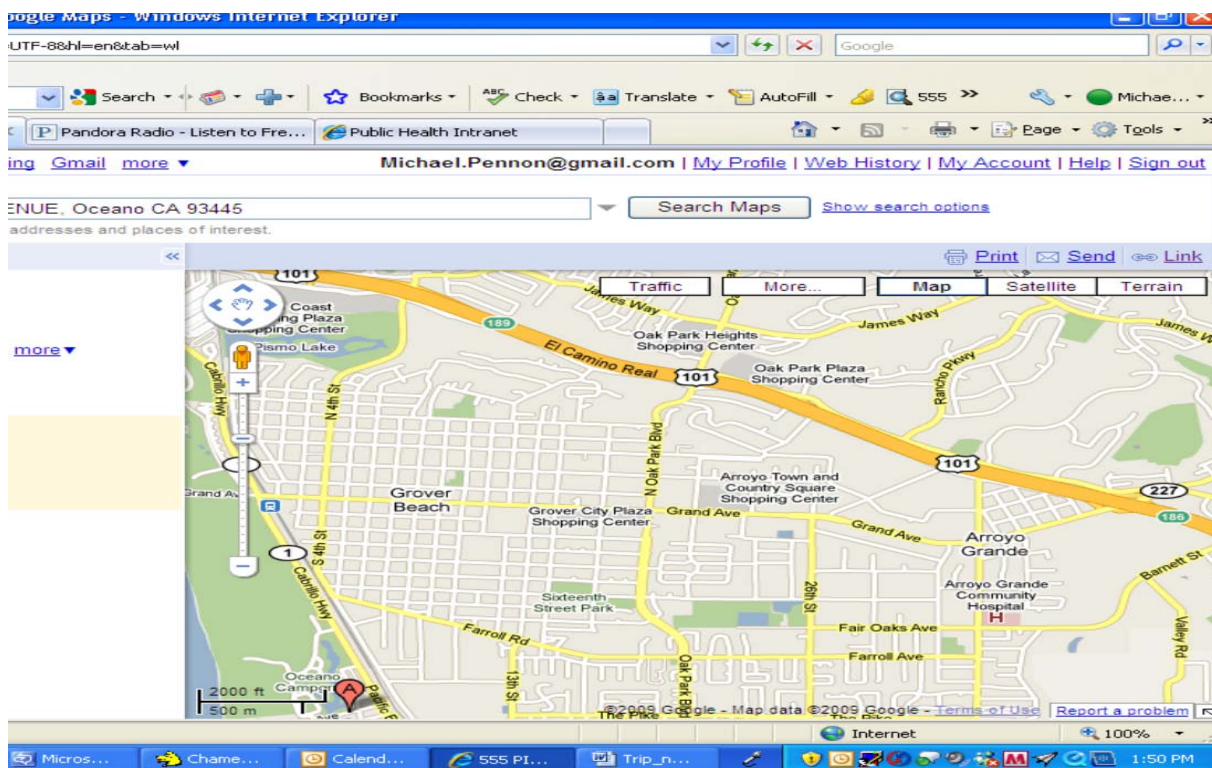 oogle Maps - Windows Internet Explorer
=UTF-8&hl=en&tab=wl
Google
Search
Bookmarks
ABC Check
Translate
AutoFill
555
Michae...
P Pandora Radio - Listen to Fre...
Public Health Intranet
Page
Tools
ing Gmail more
Michael.Pennon@gmail.com | My Profile | Web History | My Account | Help | Sign out
ENUE, Oceano CA 93445
Search Maps
Show search options
addresses and places of interest.
«
Print
Send
Link
more
101
Traffic
More...
Map
Satellite
Terrain
Coast
ing Plaza
Shopping Center
Pismo Lake
189
James Way
Oak Park Heights
Shopping Center
James Way
James W
El Camino Real
101
Oak Park Plaza
Shopping Center
Rancho Pkwy
Cabrillo Hwy
N 4th St
N Oak Park Blvd
101
Arroyo Town and
Country Square
Shopping Center
227
186
Grand Av
Grover
Beach
Grover City Plaza
Shopping Center
Grand Ave
Grand Ave
Arroyo
Grande
1
S 4th St
Cabrillo Hwy
Barnett St
Arroyo Grande
Community
Hospital
H
26th St
Sixteenth
Street Park
Farroll Rd
Fair Oaks Ave
Farroll Ave
Valley Rd
Oceano
Campgr
A
Pacific B
13th St
Oak Park Blvd
The Pike
The Pike
2000 ft
500 m
©2009 Google - Map data ©2009 Google - Terms of Use
Report a problem
Internet
100%
Micros...
Chame...
Calend...
555 PI...
Trip_n...
1:50 PM